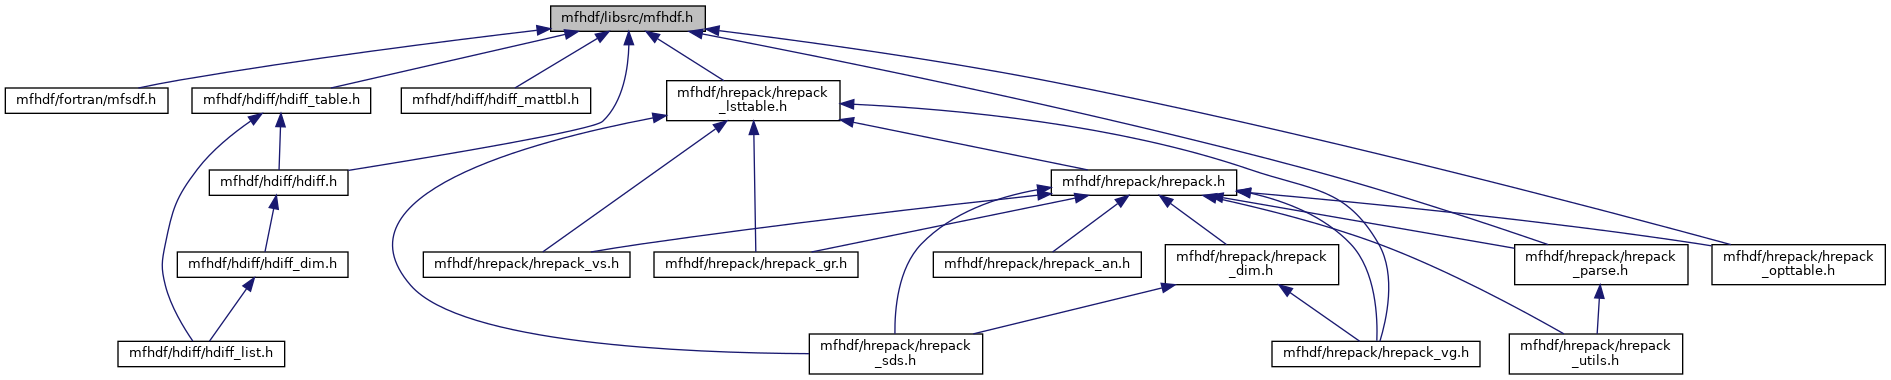 mfhdf/libsrc/mfhdf.h
mfhdf/fortran/mfsdf.h
mfhdf/hdiff/hdiff_table.h
mfhdf/hdiff/hdiff_mattbl.h
mfhdf/hrepack/hrepack
_lsttable.h
mfhdf/hdiff/hdiff.h
mfhdf/hrepack/hrepack.h
mfhdf/hdiff/hdiff_dim.h
mfhdf/hrepack/hrepack_vs.h
mfhdf/hrepack/hrepack_gr.h
mfhdf/hrepack/hrepack_an.h
mfhdf/hrepack/hrepack
_dim.h
mfhdf/hrepack/hrepack
_parse.h
mfhdf/hrepack/hrepack
_opttable.h
mfhdf/hdiff/hdiff_list.h
mfhdf/hrepack/hrepack
_sds.h
mfhdf/hrepack/hrepack_vg.h
mfhdf/hrepack/hrepack
_utils.h